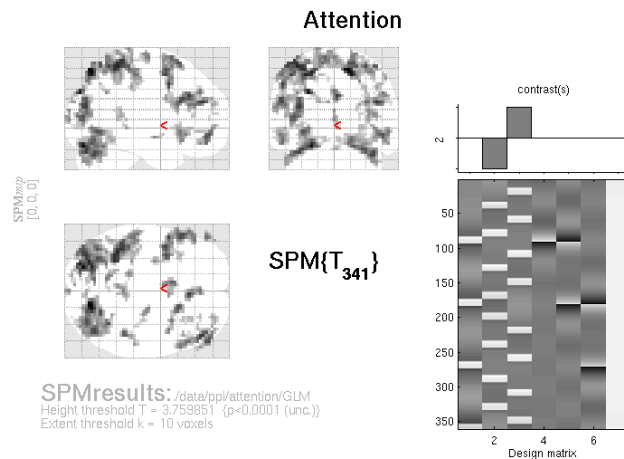 Attention
contrast(s)
2
SPMmip
[0, 0, 0]
<
<
<
SPM{T341}
50
100
150
200
250
300
350
2 4 6
Design matrix
SPMresults: ./data/ppi/attention/GLM
Height threshold T = 3.759851 {p<0.0001 (unc.)}
Extent threshold k = 10 voxels